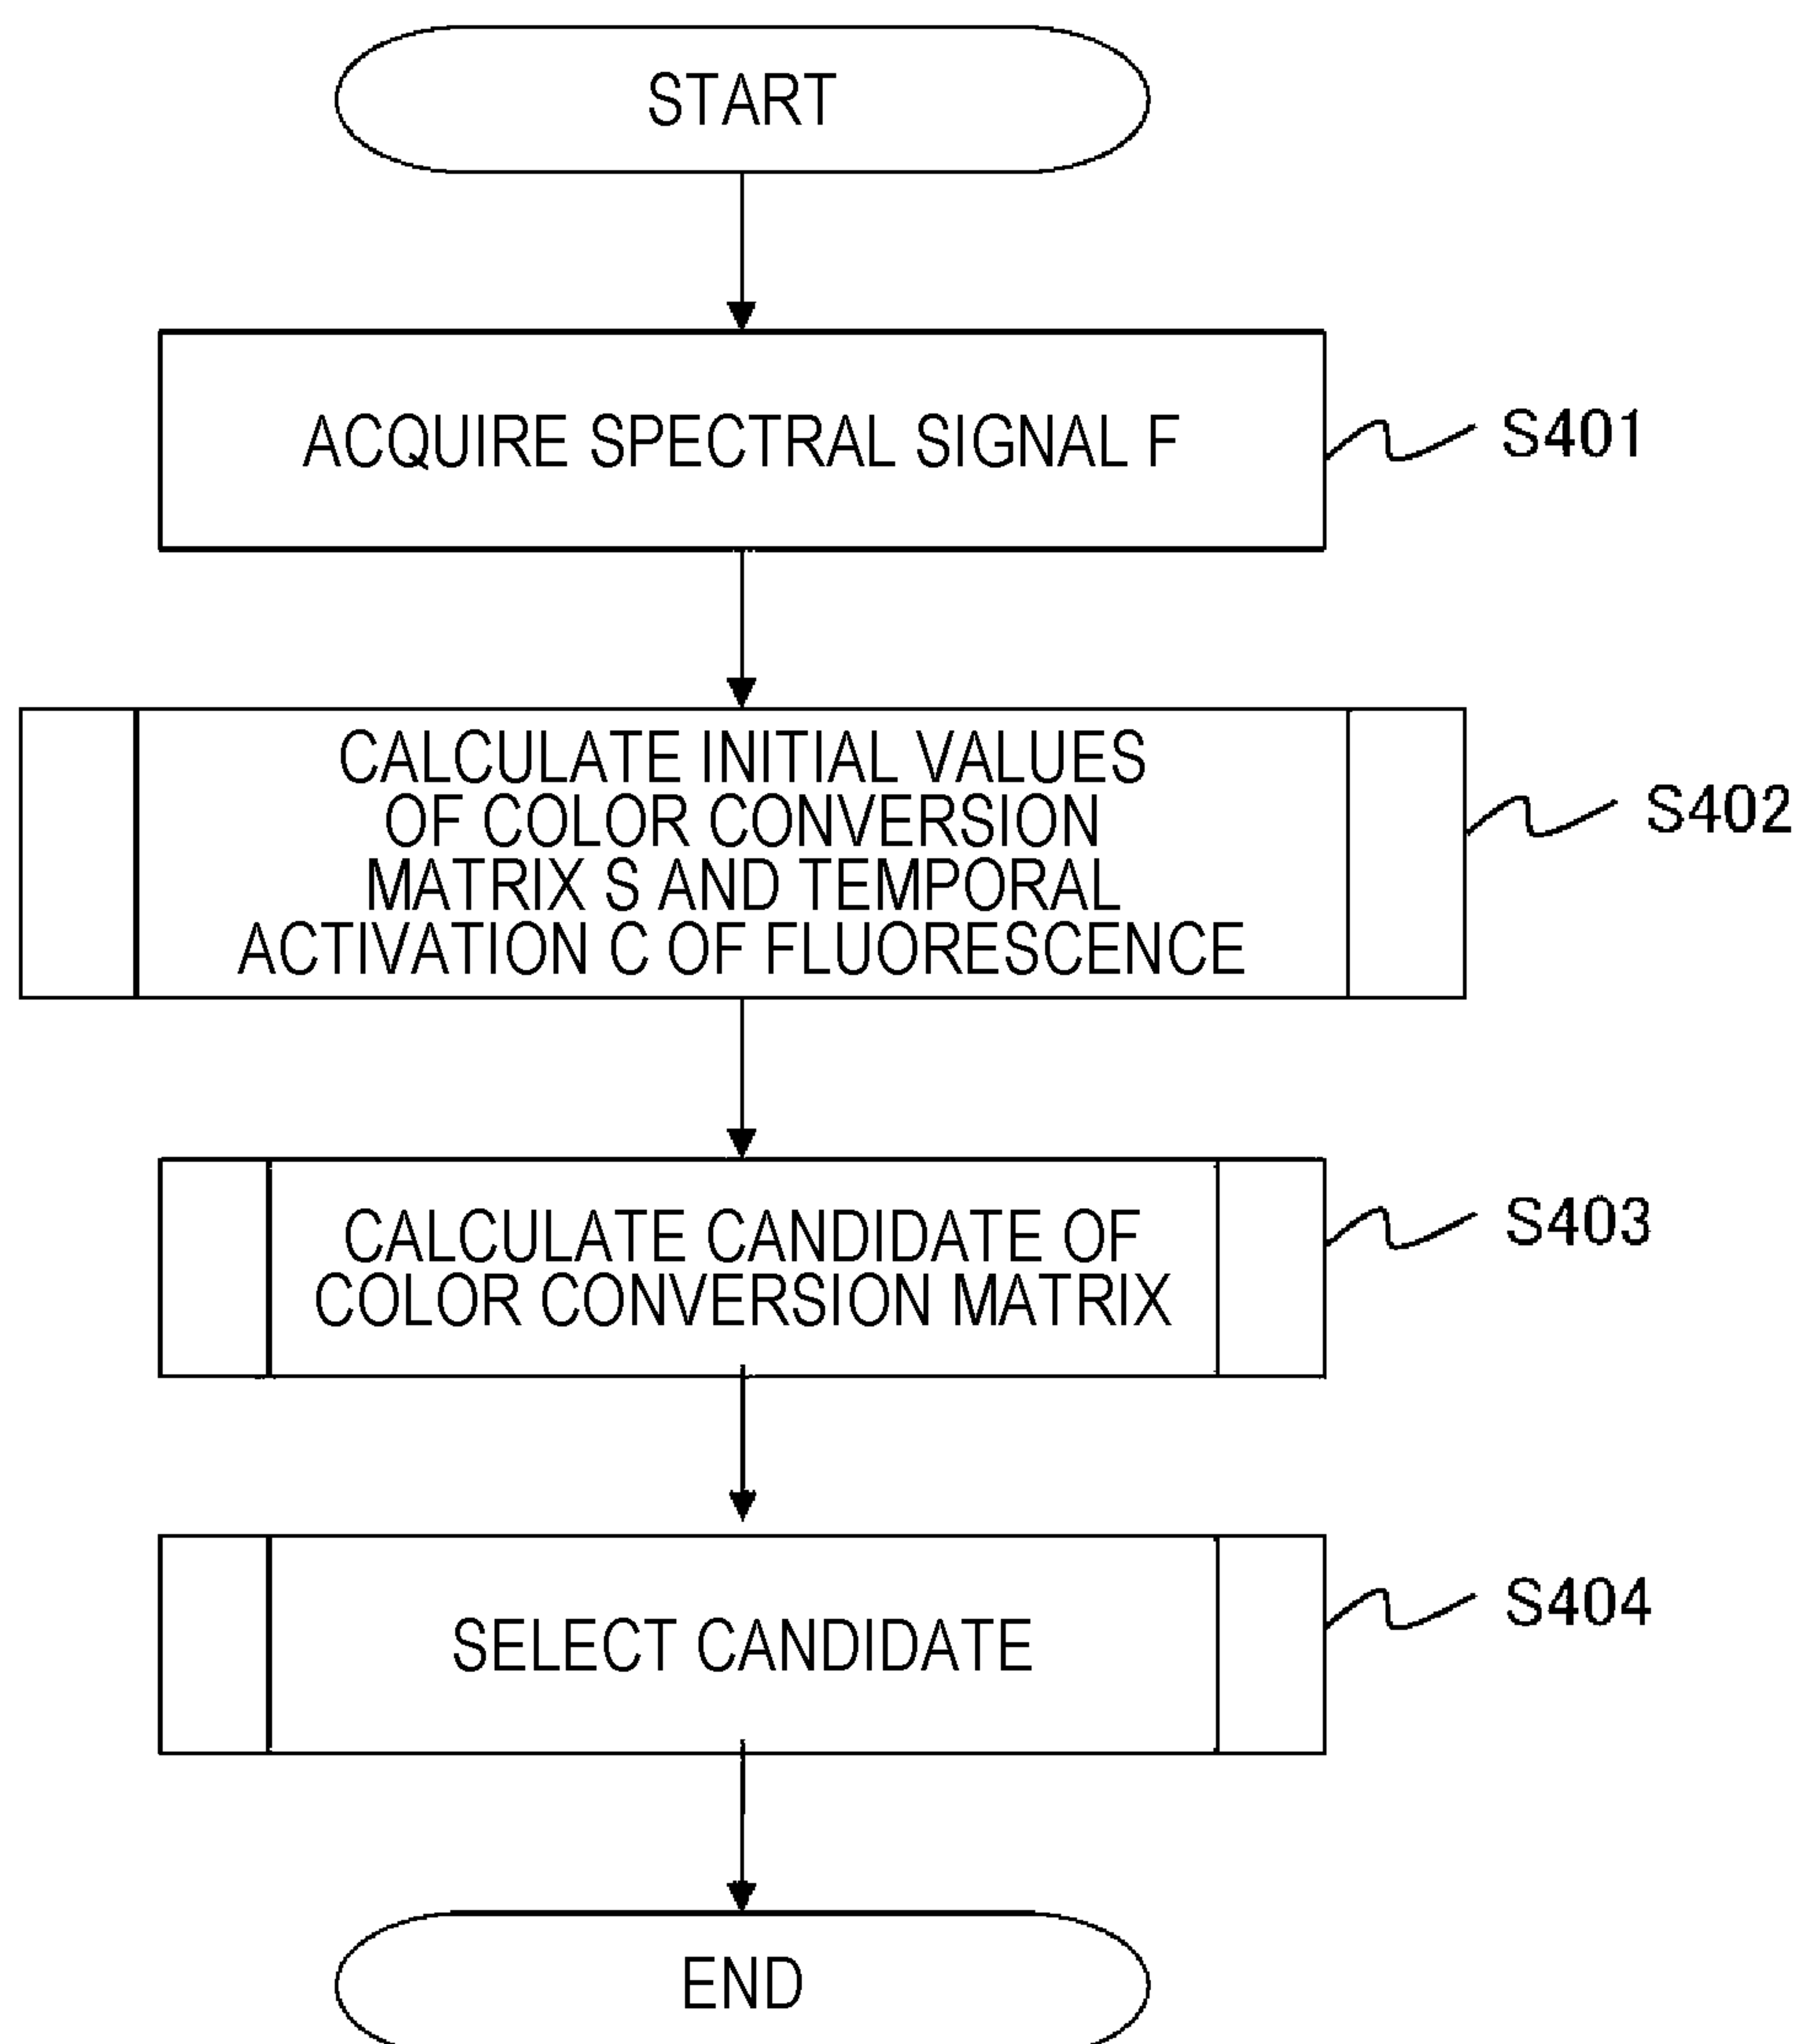 START
ACQUIRE SPECTRAL SIGNAL F
S401
CALCULATE INITIAL VALUES
OF COLOR CONVERSION
MATRIX S AND TEMPORAL
ACTIVATION C OF FLUORESCENCE
S402
CALCULATE CANDIDATE OF
COLOR CONVERSION MATRIX
S403
SELECT CANDIDATE
S404
END